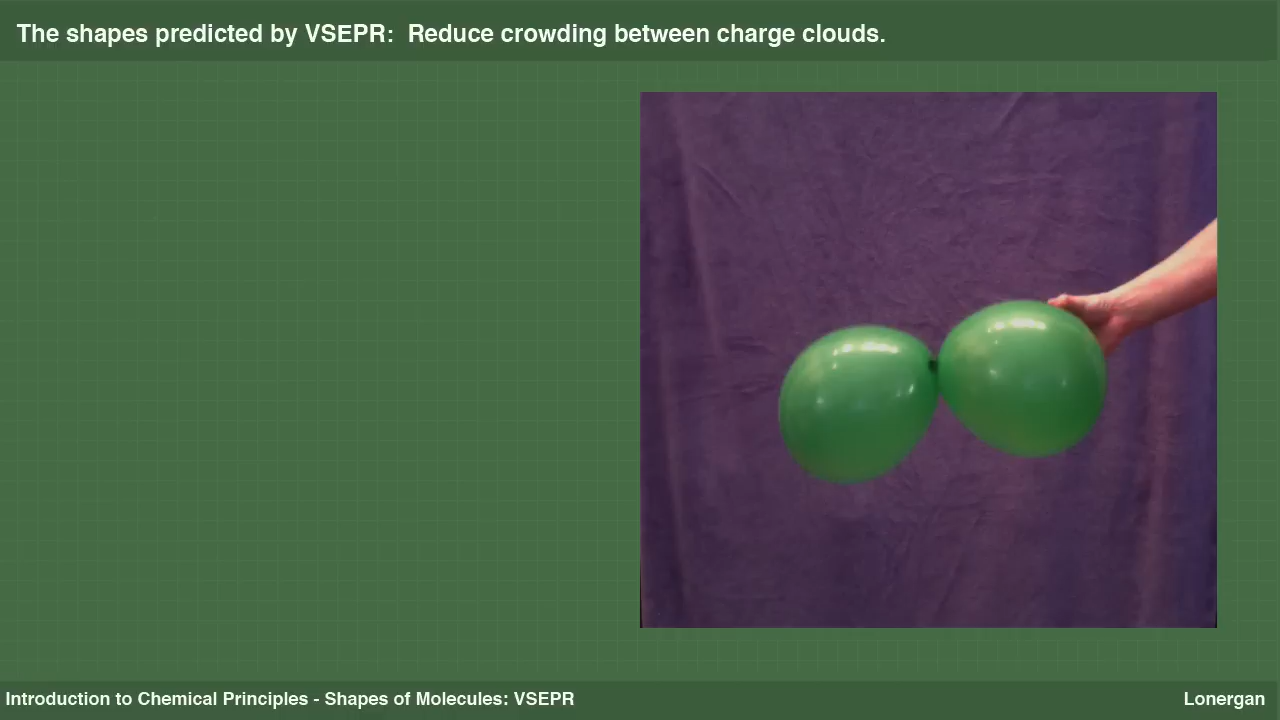 The shapes predicted by VSEPR:  Reduce crowding between charge clouds.
Introduction to Chemical Principles - Shapes of Molecules: VSEPR
Lonergan